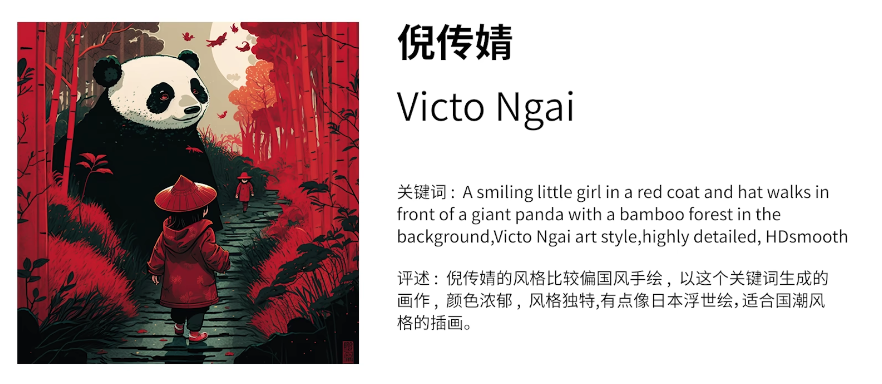 倪传婧
Victo Ngai
关键词：A smiling little girl in a red coat and hat walks in
front of a giant panda with a bamboo forest in the
background,Victo Ngai art style,highly detailed, HDsmooth
评述：倪传婧的风格比较偏国风手绘，以这个关键词生成的
画作，颜色浓郁，风格独特,有点像日本浮世绘，适合国潮风
格的插画。